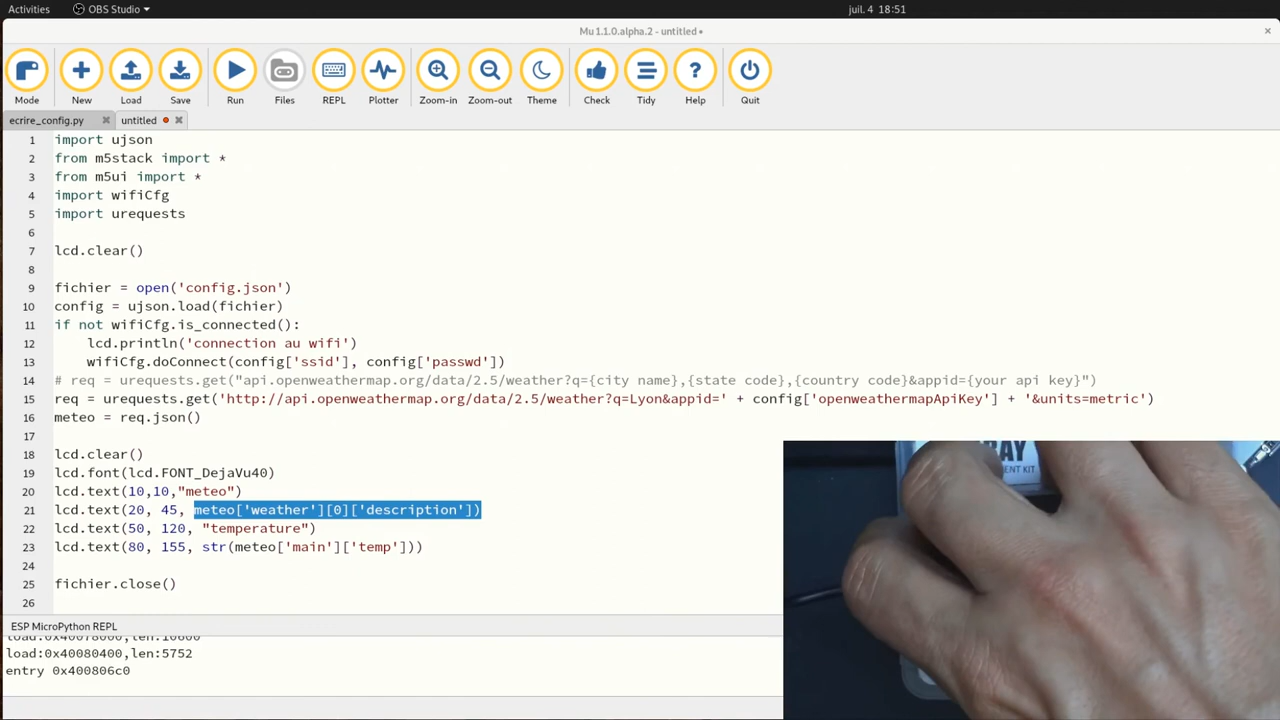 Activities OBS Studio juil. 4 18:51
Mu 1.1.0.alpha.2 - untitled •
Mode New Load Save Run Files REPL Plotter Zoom-in Zoom-out Theme Check Tidy Help Quit
ecrire_config.py untitled
1 import ujson
2 from m5stack import *
3 from m5ui import *
4 import wifiCfg
5 import urequests
6
7 lcd.clear()
8
9 fichier = open('config.json')
10 config = ujson.load(fichier)
11 if not wifiCfg.is_connected():
12 lcd.println('connection au wifi')
13 wifiCfg.doConnect(config['ssid'], config['passwd'])
14 # req = urequests.get("api.openweathermap.org/data/2.5/weather?q={city name},{state code},{country code}&appid={your api key}")
15 req = urequests.get('http://api.openweathermap.org/data/2.5/weather?q=Lyon&appid=' + config['openweathermapApiKey'] + '&units=metric')
16 meteo = req.json()
17
18 lcd.clear()
19 lcd.font(lcd.FONT_DejaVu40)
20 lcd.text(10,10,"meteo")
21 lcd.text(20, 45, meteo['weather'][0]['description'])
22 lcd.text(50, 120, "temperature")
23 lcd.text(80, 155, str(meteo['main']['temp']))
24
25 fichier.close()
26
ESP MicroPython REPL
load:0x40078000,len:10600
load:0x40080400,len:5752
entry 0x400806c0